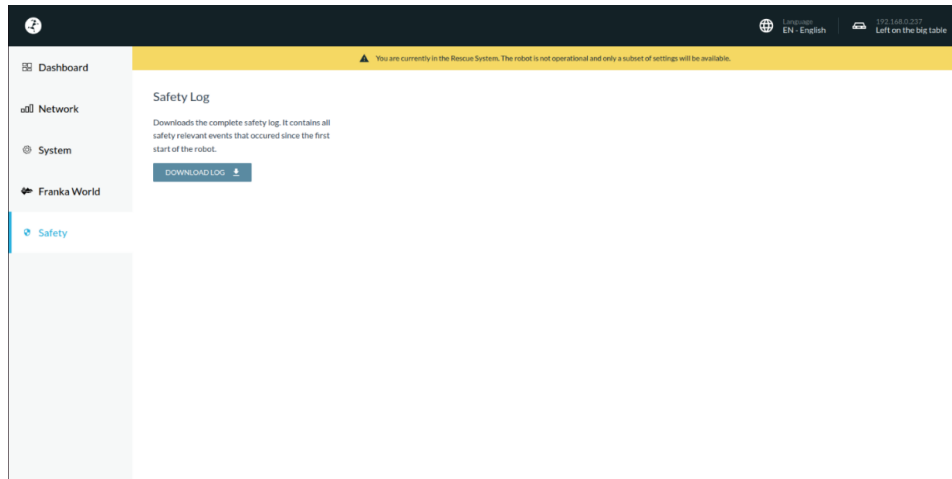 Language
EN - English
192.168.0.237
Left on the big table
Dashboard
Network
System
Franka World
Safety
You are currently in the Rescue System. The robot is not operational and only a subset of settings will be available.
Safety Log
Downloads the complete safety log. It contains all
safety relevant events that occured since the first
start of the robot.
DOWNLOAD LOG